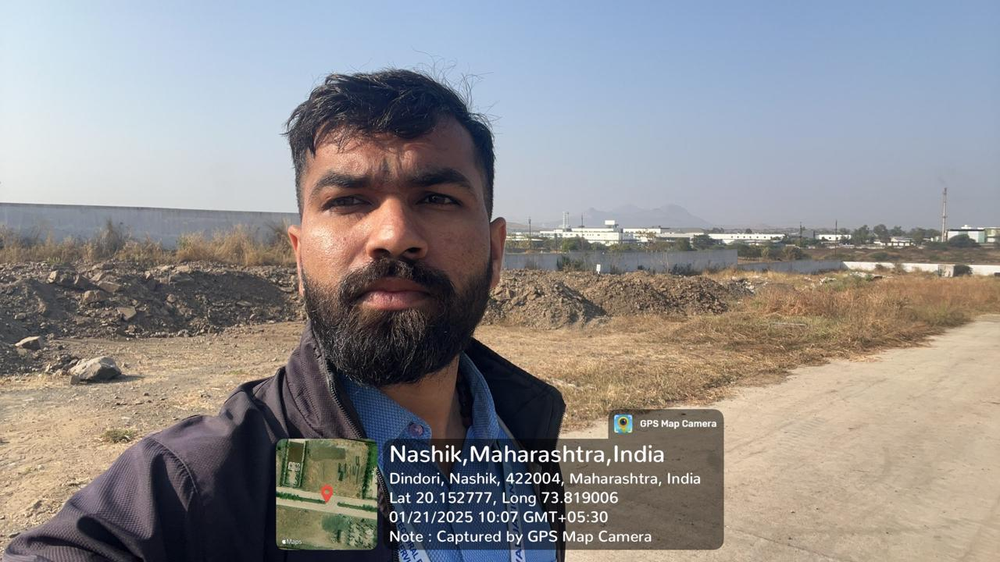 GPS Map Camera
Nashik,Maharashtra,India
Dindori, Nashik, 422004, Maharashtra, India
Lat 20.152777, Long 73.819006
01/21/2025 10:07 GMT+05:30
Note : Captured by GPS Map Camera
Maps